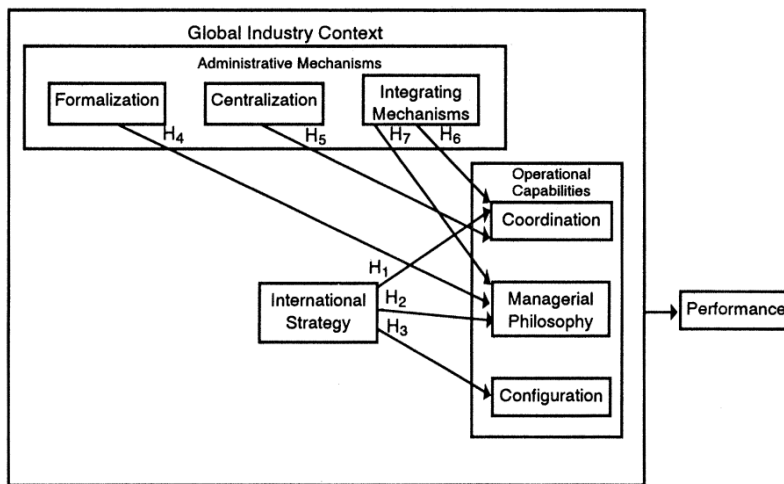 Global Industry Context
Administrative Mechanisms
Formalization
Centralization
Integrating
Mechanisms
H4
H5
H7
H6
Operational
Capabilities
Coordination
H1
International
Strategy
H2
H3
Managerial
Philosophy
Performance
Configuration